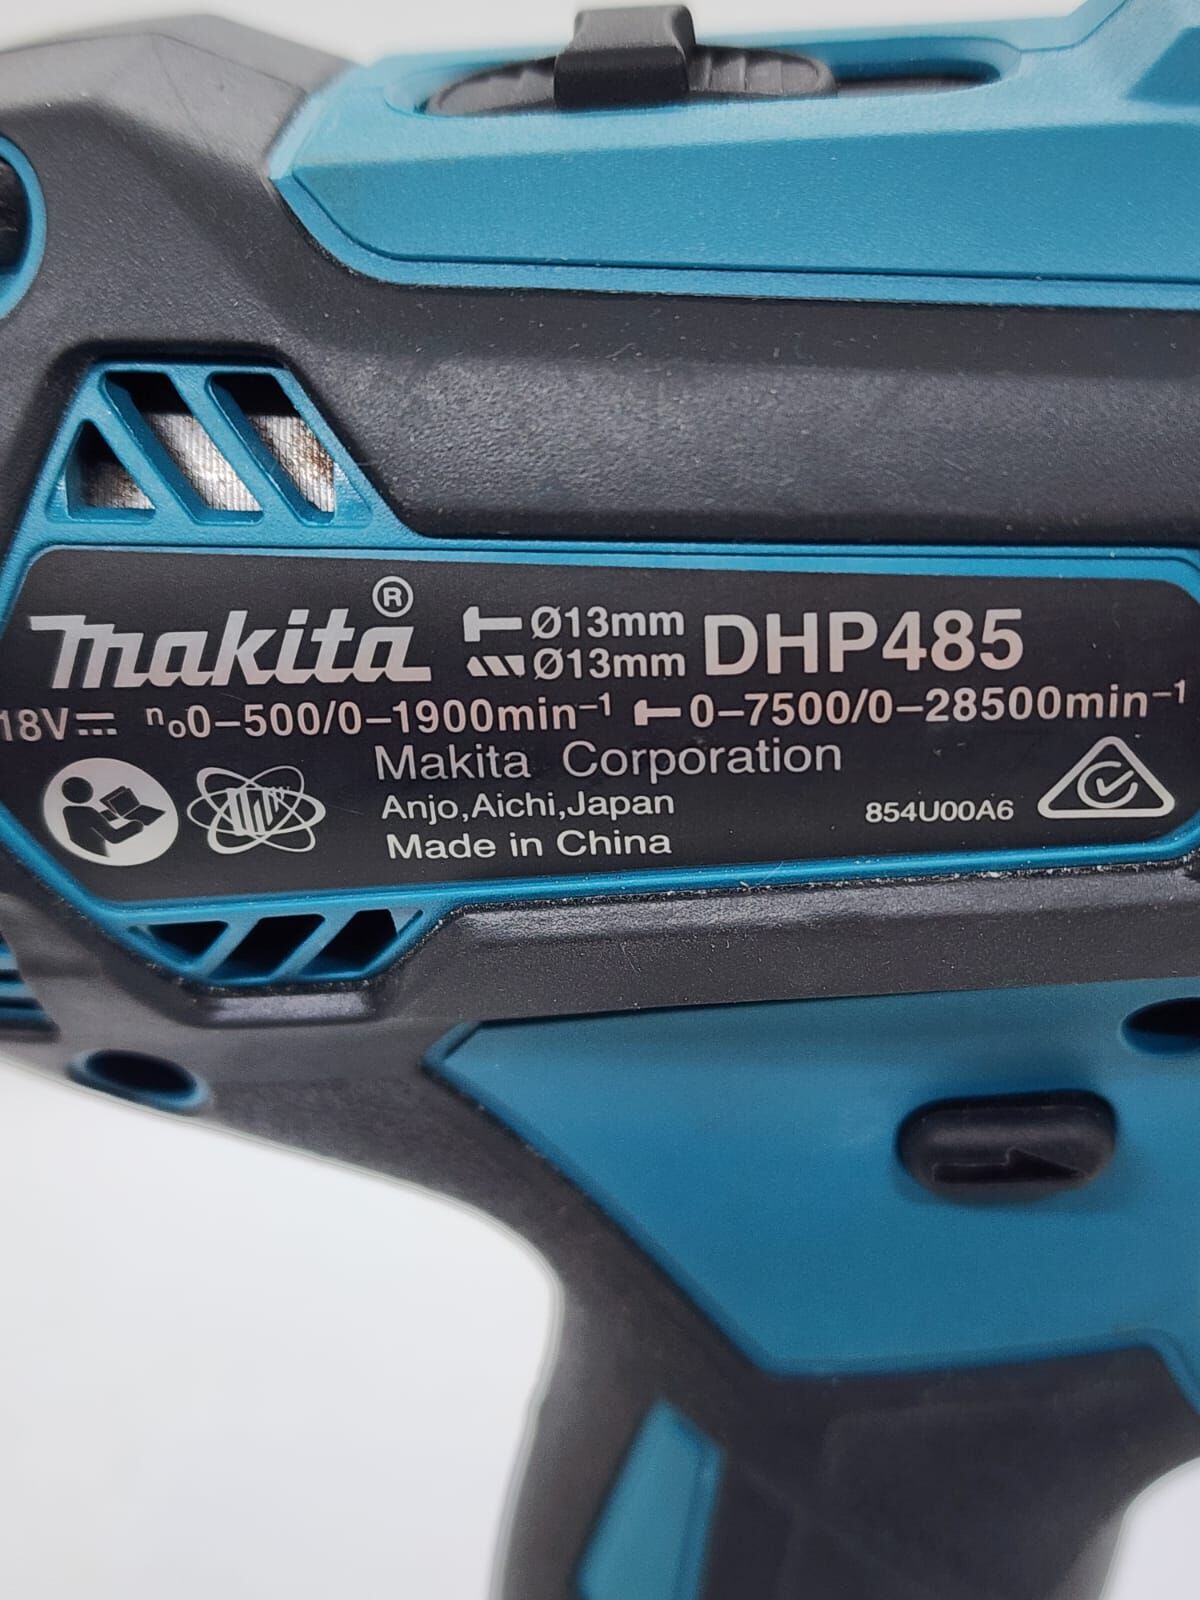 Makita® Ø13mm DHP485
Ø13mm
18V⎓ n₀0–500/0–1900min⁻¹ 0–7500/0–28500min⁻¹
Makita Corporation
Anjo,Aichi,Japan 854U00A6
Made in China